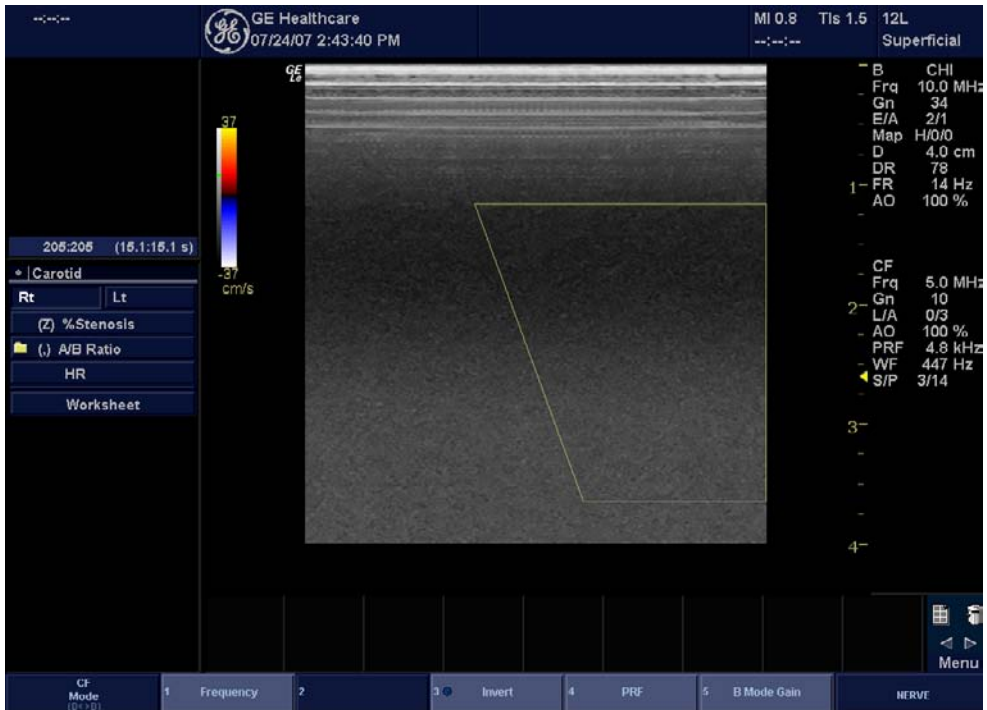 --:--:--
GE Healthcare
07/24/07 2:43:40 PM
MI 0.8 TIs 1.5
--:--:--
12L
Superficial
GE
37
-37
cm/s
205:205 (15.1:15.1 s)
Carotid
Rt Lt
(Z) %Stenosis
(,) A/B Ratio
HR
Worksheet
1
2
3
4
B CHI
Frq 10.0 MHz
Gn 34
E/A 2/1
Map H/0/0
D 4.0 cm
DR 78
FR 14 Hz
AO 100 %
CF
Frq 5.0 MHz
Gn 10
L/A 0/3
AO 100 %
PRF 4.8 kHz
WF 447 Hz
S/P 3/14
Menu
CF
Mode
1 Frequency
2
3 Invert
4 PRF
5 B Mode Gain
NERVE